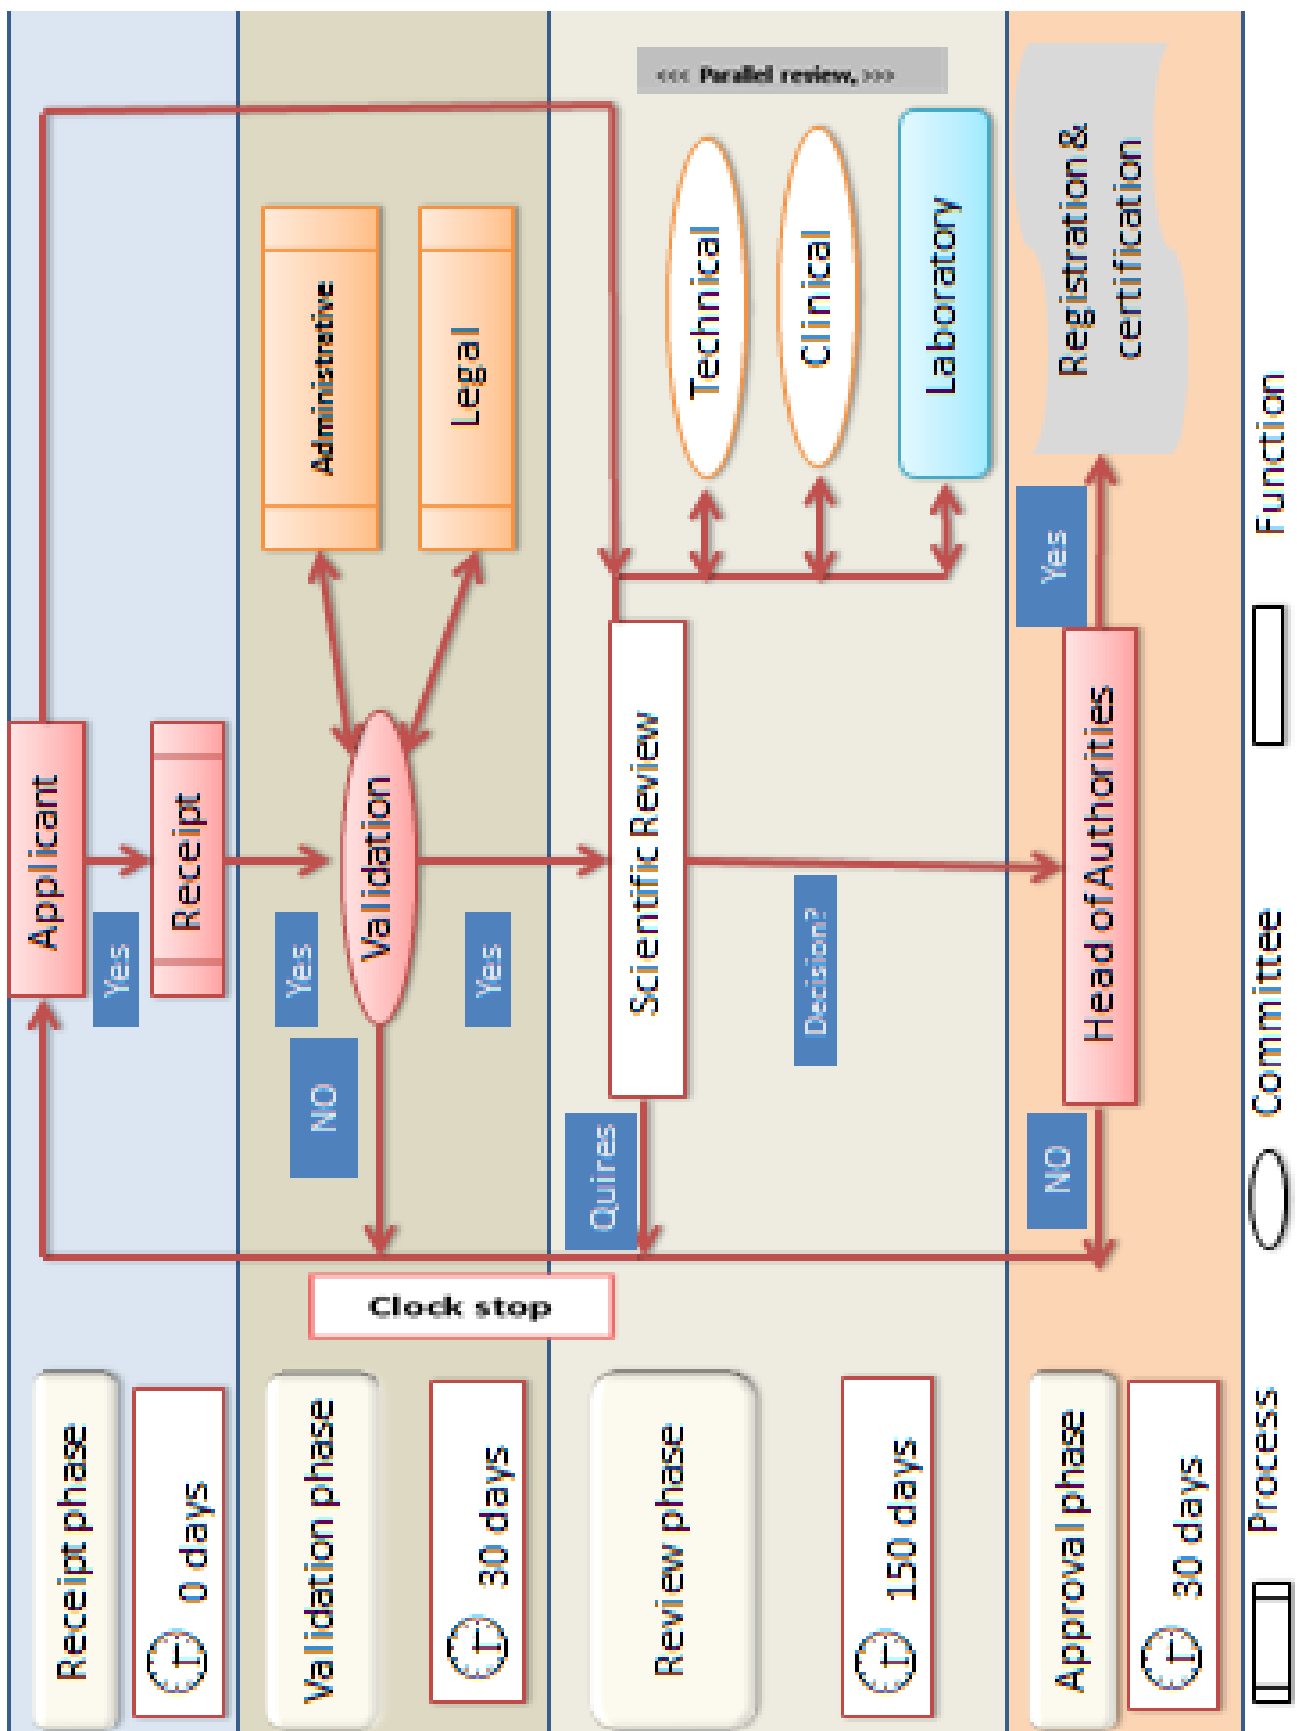 Receipt phase
0 days
Applicant
Yes
Receipt
Validation phase
30 days
Clock stop
NO
Yes
Validation
Yes
Administrative
Legal
Review phase
150 days
Quires
Scientific Review
Decision?
<<< Parallel review, >>>
Technical
Clinical
Laboratory
Approval phase
30 days
NO
Head of Authorities
Yes
Registration &
certification
Process
Committee
Function